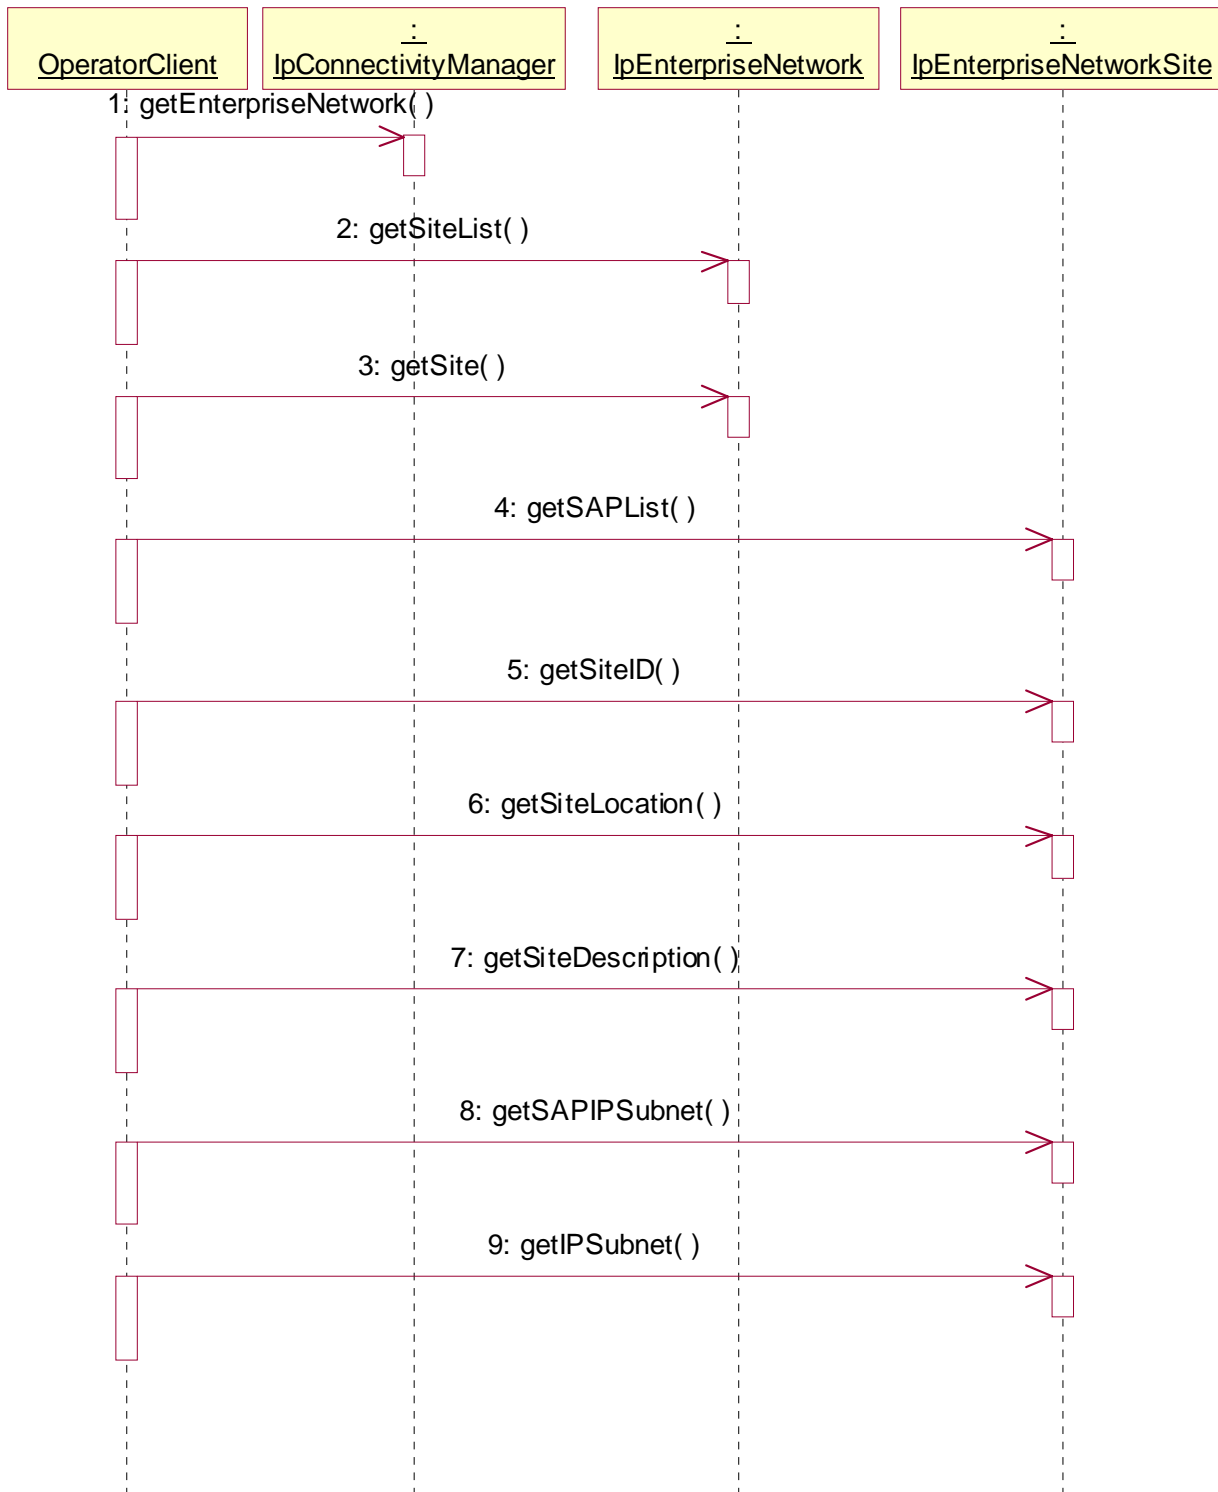 :
:
:
OperatorClient
IpConnectivityManager
IpEnterpriseNetwork
IpEnterpriseNetworkSite
1: getEnterpriseNetwork( )
2: getSiteList( )
3: getSite( )
4: getSAPList( )
5: getSiteID( )
6: getSiteLocation( )
7: getSiteDescription( )
8: getSAPIPSubnet( )
9: getIPSubnet( )